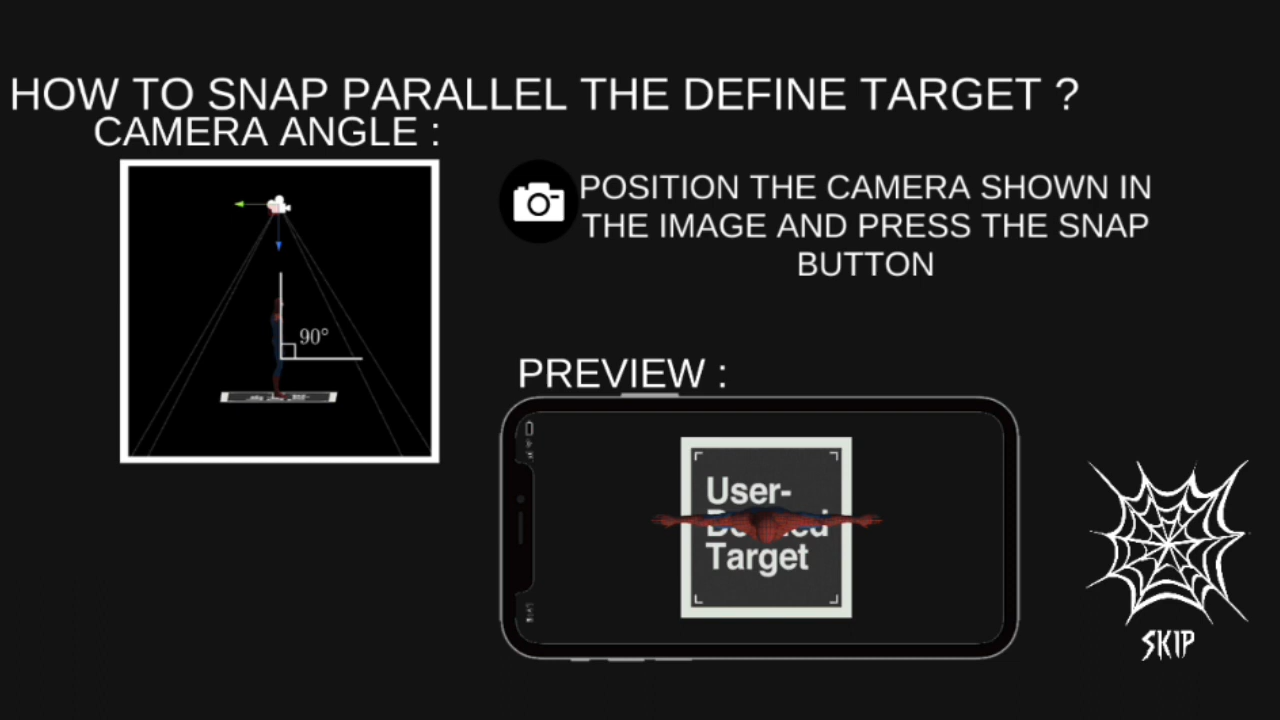 HOW TO SNAP PARALLEL THE DEFINE TARGET ?
CAMERA ANGLE :
POSITION THE CAMERA SHOWN IN
THE IMAGE AND PRESS THE SNAP
BUTTON
90°
PREVIEW :
User-
Target
SKIP